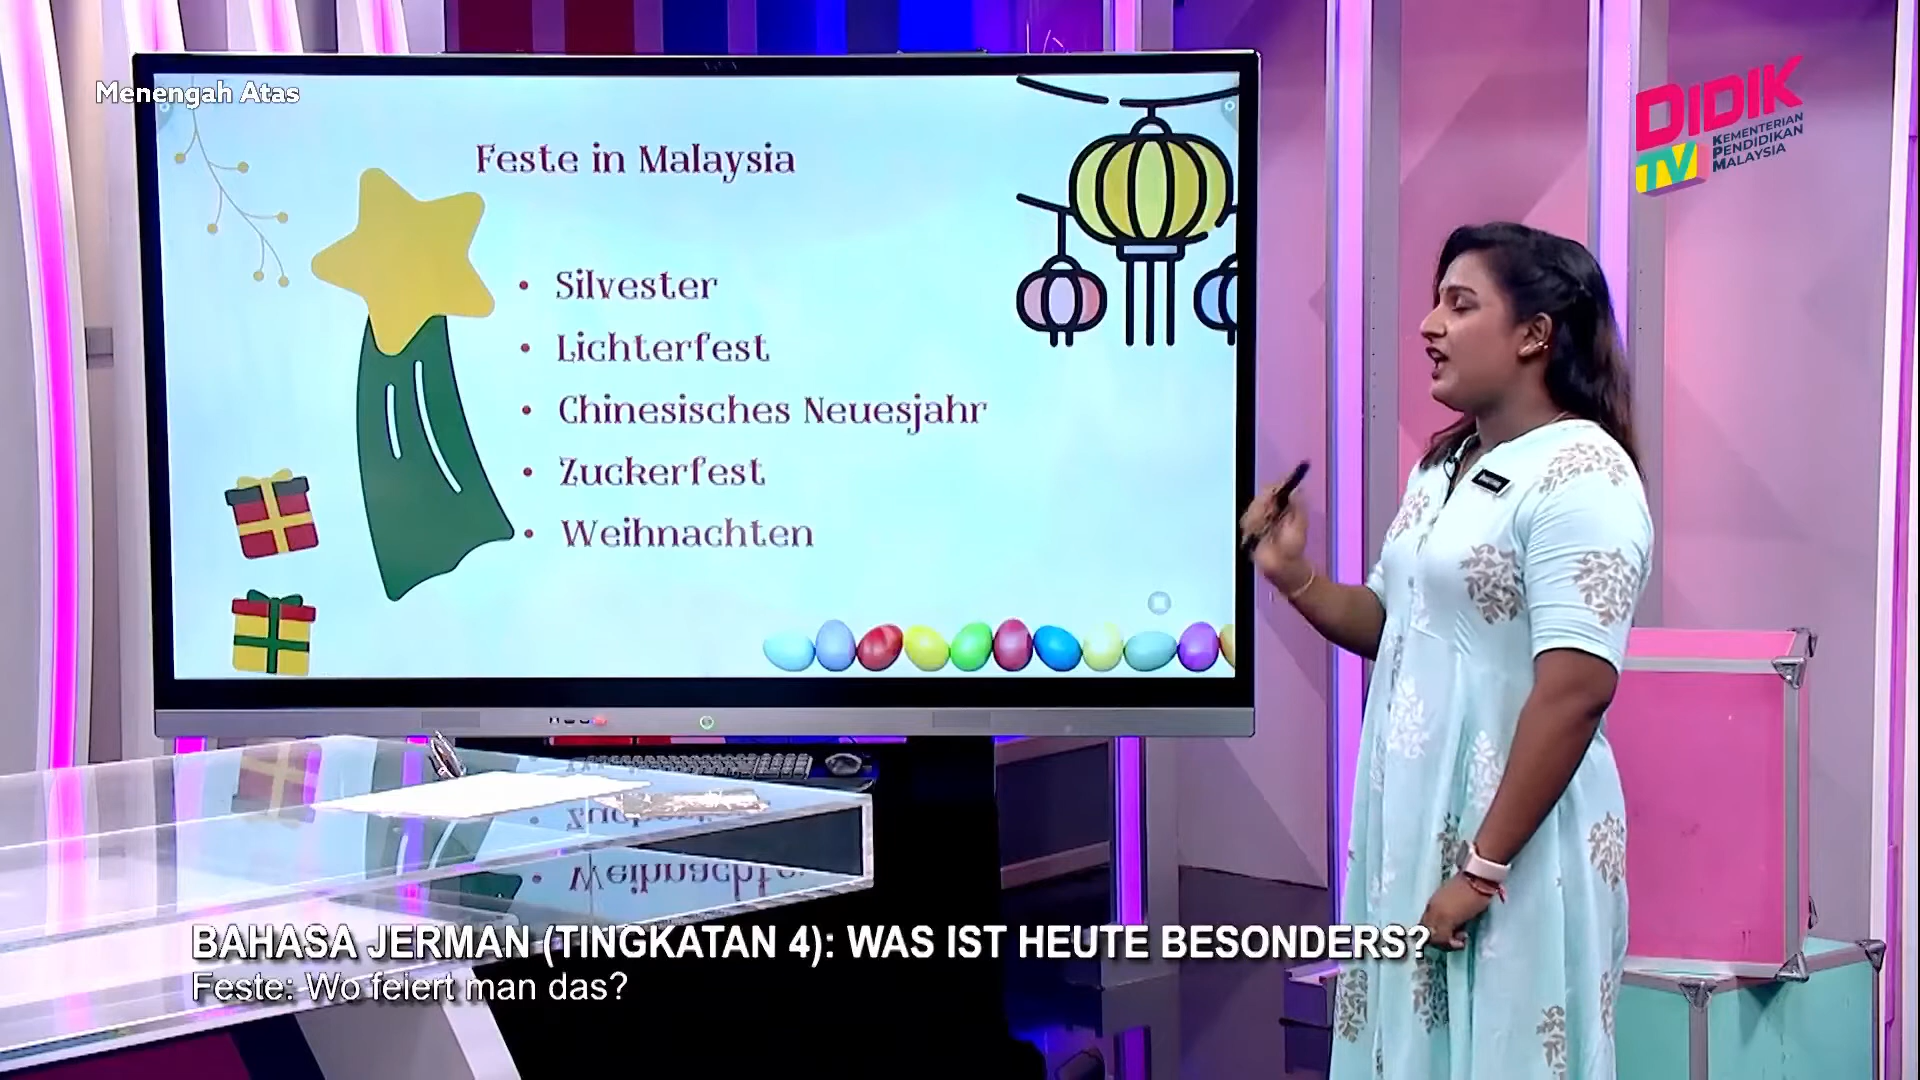 Menengah Atas
DIDIK
TV
KEMENTERIAN
PENDIDIKAN
MALAYSIA
Feste in Malaysia
• Silvester
• Lichterfest
• Chinesisches Neuesjahr
• Zuckerfest
• Weihnachten
BAHASA JERMAN (TINGKATAN 4): WAS IST HEUTE BESONDERS?
Feste: Wo feiert man das?